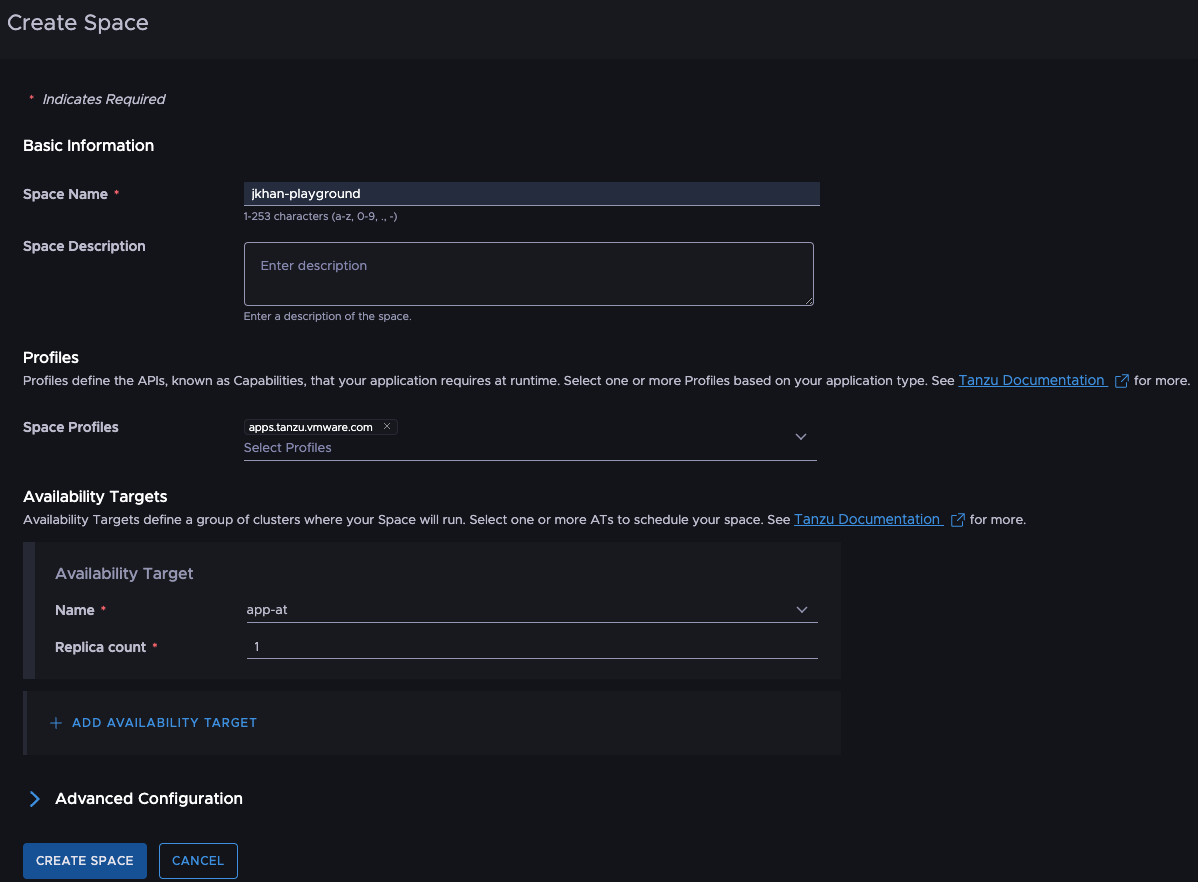 Create Space
* Indicates Required
Basic Information
Space Name * jkhan-playground
1-253 characters (a-z, 0-9, ., -)
Space Description Enter description
Enter a description of the space.
Profiles
Profiles define the APIs, known as Capabilities, that your application requires at runtime. Select one or more Profiles based on your application type. See Tanzu Documentation for more.
Space Profiles apps.tanzu.vmware.com ×
Select Profiles
Availability Targets
Availability Targets define a group of clusters where your Space will run. Select one or more ATs to schedule your space. See Tanzu Documentation for more.
Availability Target
Name * app-at
Replica count * 1
+ ADD AVAILABILITY TARGET
Advanced Configuration
CREATE SPACE CANCEL